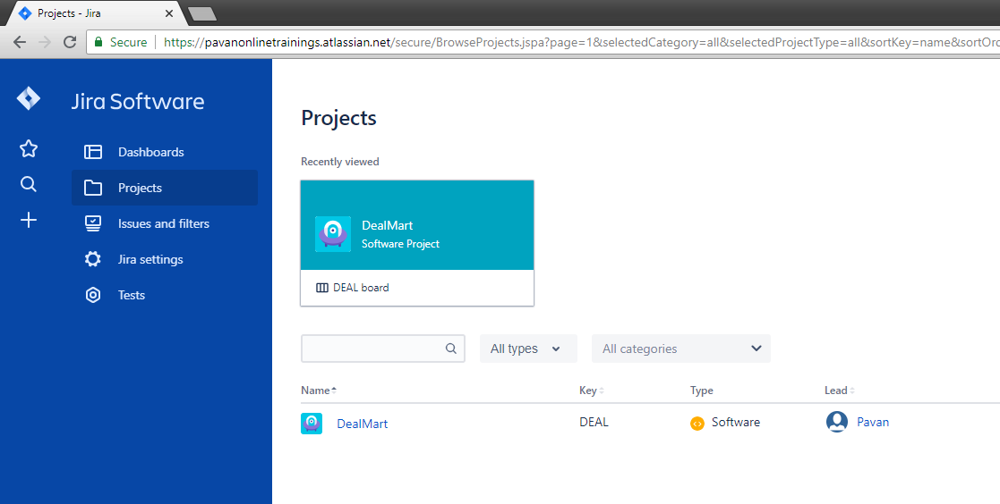 Projects - Jira
Secure https://pavanonlinetrainings.atlassian.net/secure/BrowseProjects.jspa?page=1&selectedCategory=all&selectedProjectType=all&sortKey=name&sortOrc
Jira Software
Dashboards
Projects
Issues and filters
Jira settings
Tests
Projects
Recently viewed
DealMart
Software Project
DEAL board
All types All categories
Name Key Type Lead
DealMart DEAL Software Pavan